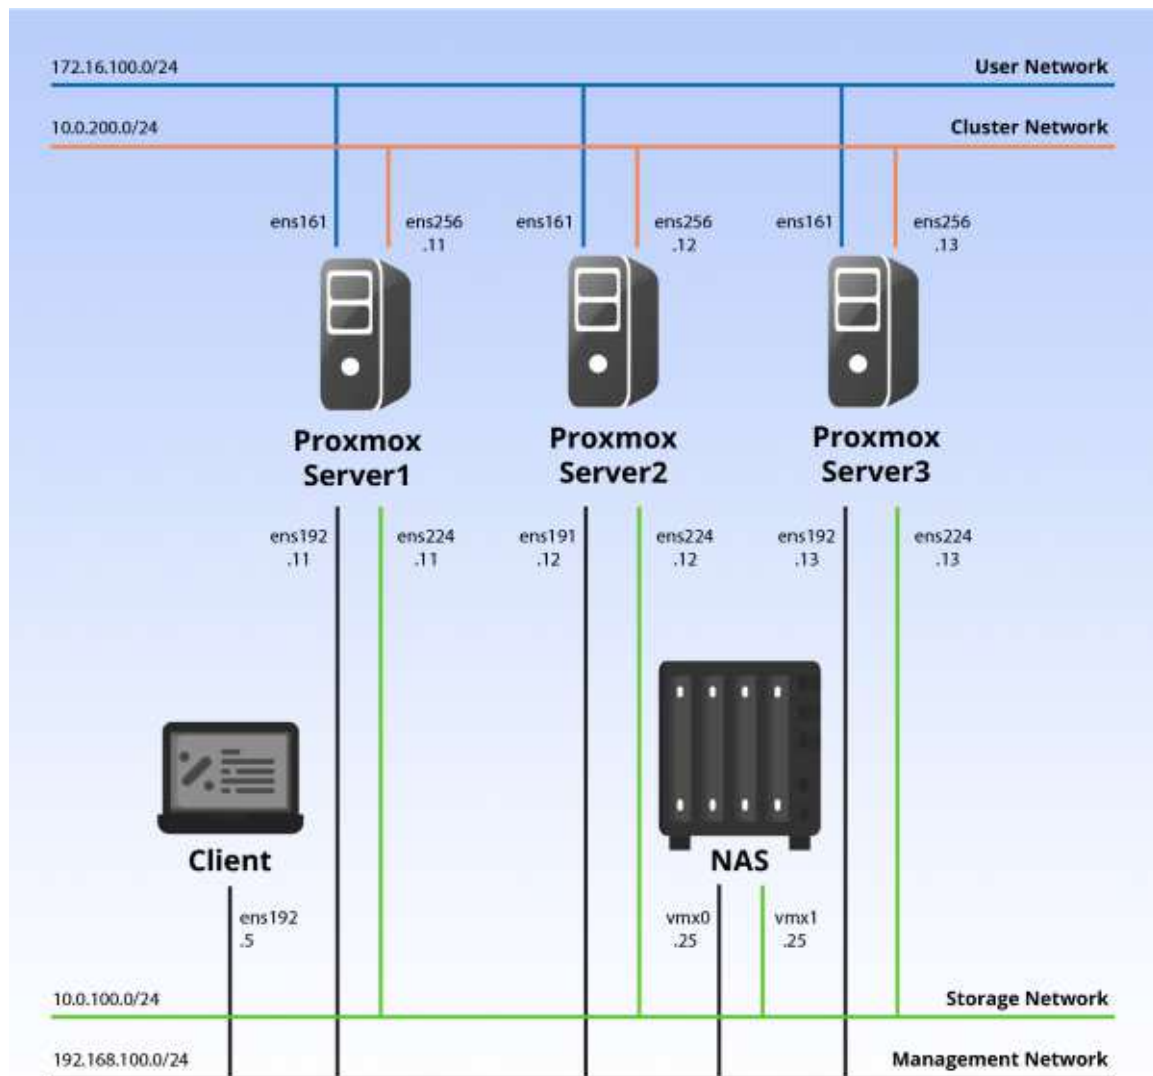 172.16.100.0/24 User Network
10.0.200.0/24 Cluster Network
ens161 ens256 ens161 ens256 ens161 ens256
.11 .12 .13
Proxmox Proxmox Proxmox
Server1 Server2 Server3
ens192 ens224 ens191 ens224 ens192 ens224
.11 .11 .12 .12 .13 .13
Client NAS
ens192 vmx0 vmx1
.5 .25 .25
10.0.100.0/24 Storage Network
192.168.100.0/24 Management Network